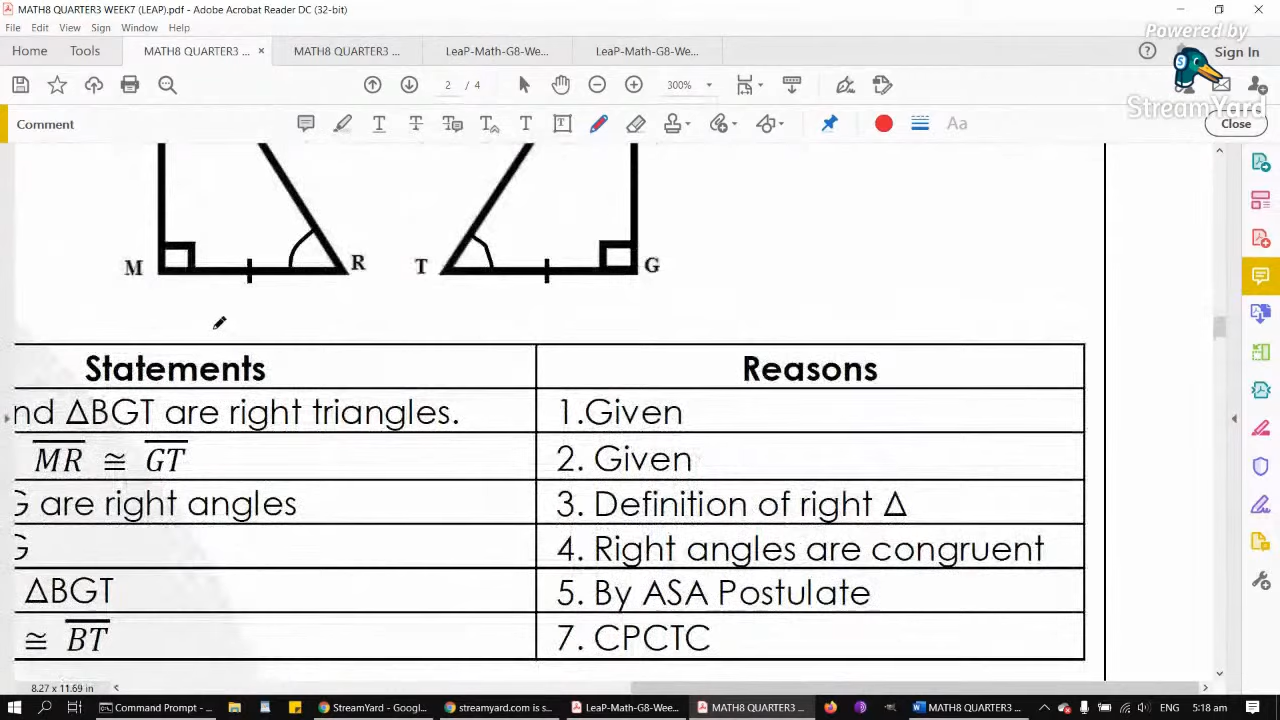 MATH8 QUARTER3 WEEK7 (LEAP).pdf - Adobe Acrobat Reader DC (32-bit)
File Edit View Sign Window Help
Powered by
Home Tools MATH8 QUARTER3 ... × MATH8 QUARTER3 ... LeaP-Math-G8-We... LeaP-Math-G8-We... Sign In
2 / 4 300%
StreamYard
Comment Aa Close
M R T G
Statements Reasons
nd ΔBGT are right triangles. 1.Given
MR ≅ GT 2. Given
G are right angles 3. Definition of right Δ
G 4. Right angles are congruent
ΔBGT 5. By ASA Postulate
≅ BT 7. CPCTC
8.27 x 11.69 in
Command Prompt - ... StreamYard - Googl... streamyard.com is s... LeaP-Math-G8-We... MATH8 QUARTER3 ... MATH8 QUARTER3 ... ENG 5:18 am